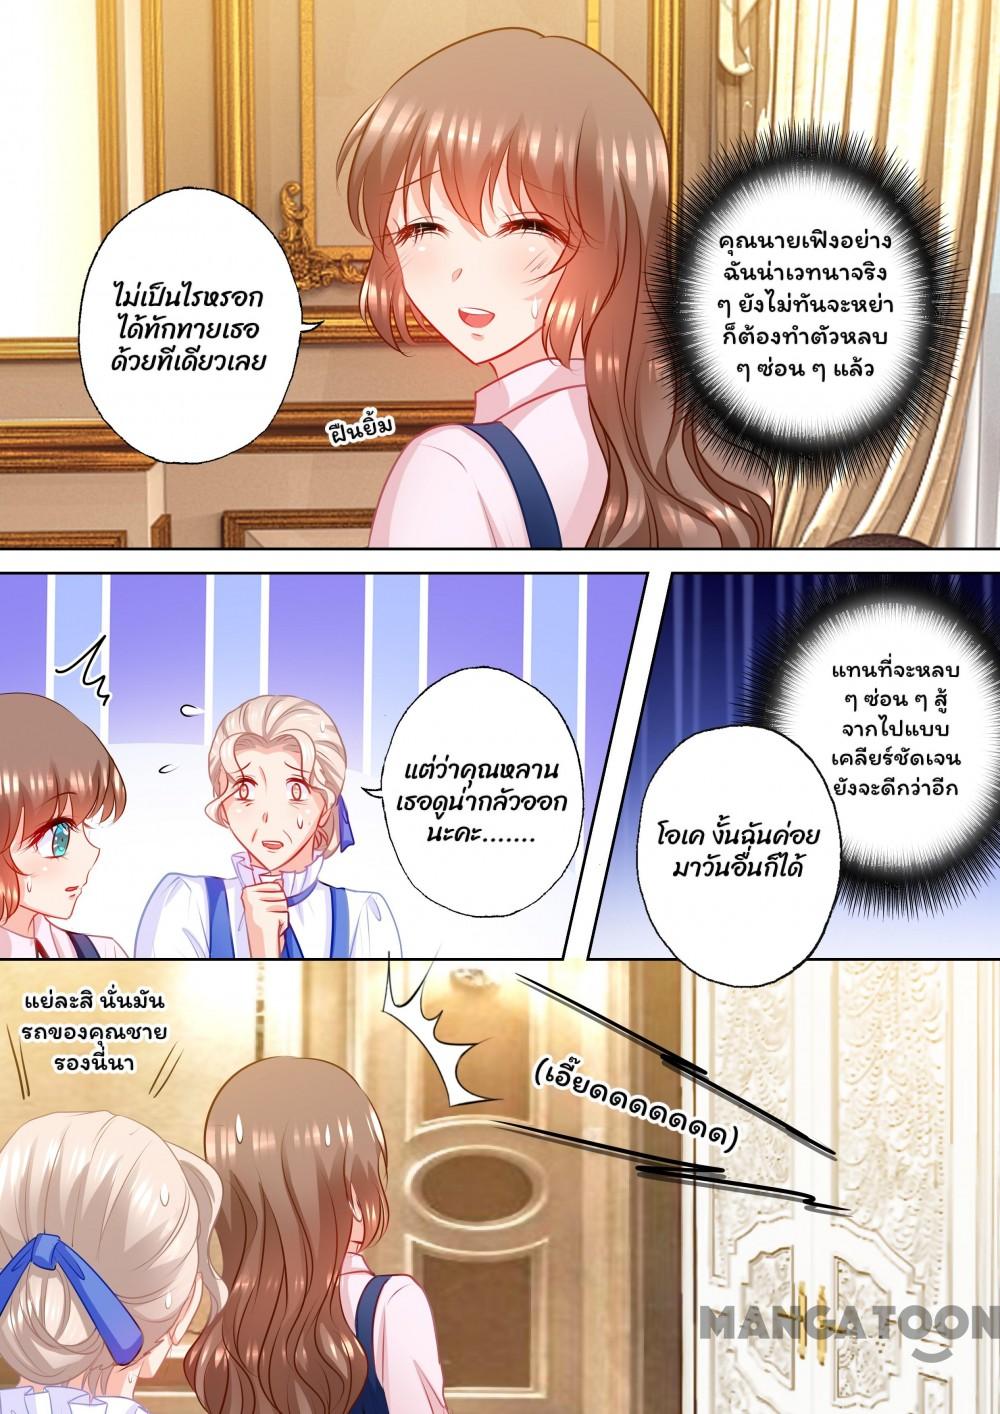 ไม่เป็นไรหรอก
ได้ทักทายเธอ
ด้วยทีเดียวเลย
ฝืนยิ้ม
คุณนายเฟิงอย่าง
ฉันน่าเวทนาจริง
ๆ ยังไม่ทันจะหย่า
ก็ต้องทำตัวหลบ
ๆ ซ่อน ๆ แล้ว
แต่ว่าคุณหลาน
เธอดูน่ากลัวออก
นะคะ.......
แทนที่จะหลบ
ๆ ซ่อน ๆ สู้
จากไปแบบ
เคลียร์ชัดเจน
ยังจะดีกว่าอีก
โอเค งั้นฉันค่อย
มาวันอื่นก็ได้
แย่ละสิ นั่นมัน
รถของคุณชาย
รองนี่นา
(เอี๊ยดดดดดดด)
MANGATOON